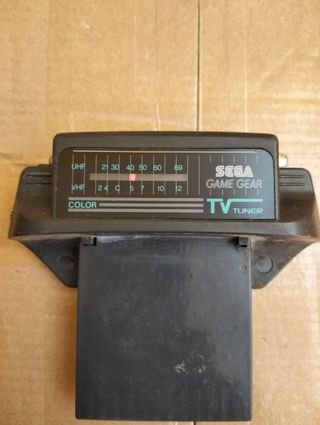 UHF 21 30 40 50 60 69
SEGA
GAME GEAR
VHF 2 4 C 5 7 10 12
COLOR
TV TUNER